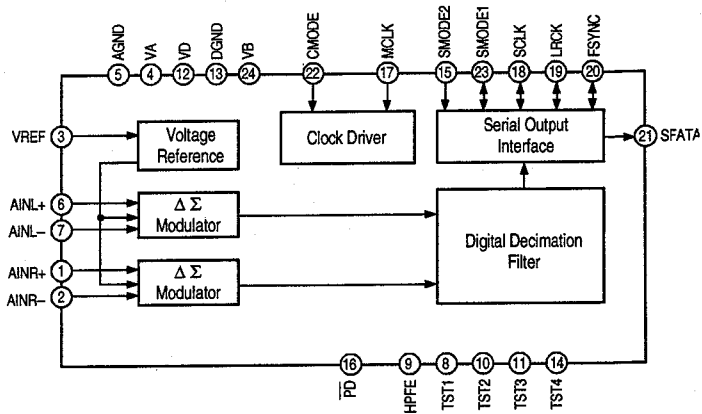 AGND
VA
VD
DGND
VB
CMODE
MCLK
SMODE2
SMODE1
SCLK
LRCK
FSYNC
5
4
12
13
24
22
17
15
23
18
19
20
VREF
3
Voltage
Reference
Clock Driver
Serial Output
Interface
21
SFATA
AINL+
6
AINL–
7
Δ Σ
Modulator
Digital Decimation
Filter
AINR+
1
AINR–
2
Δ Σ
Modulator
16
9
8
10
11
14
PD
HPFE
TST1
TST2
TST3
TST4